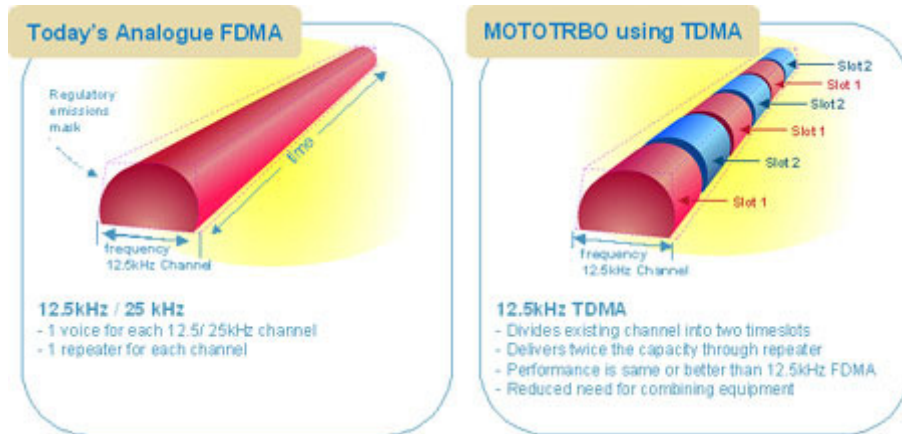 Today's Analogue FDMA
Regulatory
emissions
mask
time
frequency
12.5kHz Channel
12.5kHz / 25 kHz
- 1 voice for each 12.5/ 25kHz channel
- 1 repeater for each channel
MOTOTRBO using TDMA
Slot 2
Slot 1
Slot 2
Slot 1
Slot 2
Slot 1
frequency
12.5kHz Channel
12.5kHz TDMA
- Divides existing channel into two timeslots
- Delivers twice the capacity through repeater
- Performance is same or better than 12.5kHz FDMA
- Reduced need for combining equipment